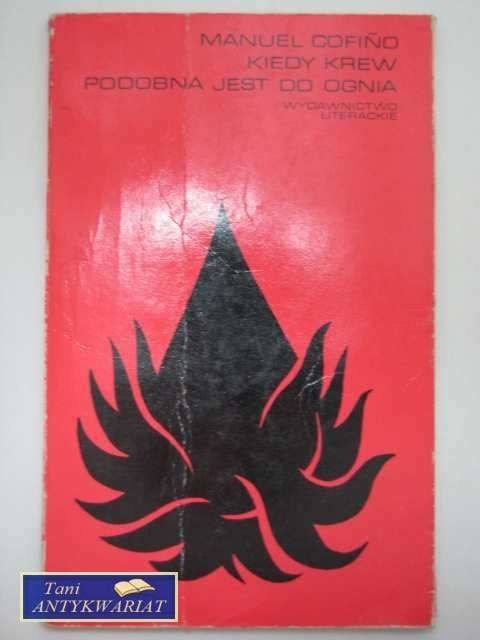 MANUEL COFIÑO
KIEDY KREW
PODOBNA JEST DO OGNIA
WYDAWNICTWO
LITERACKIE
Tani
ANTYKWARIAT